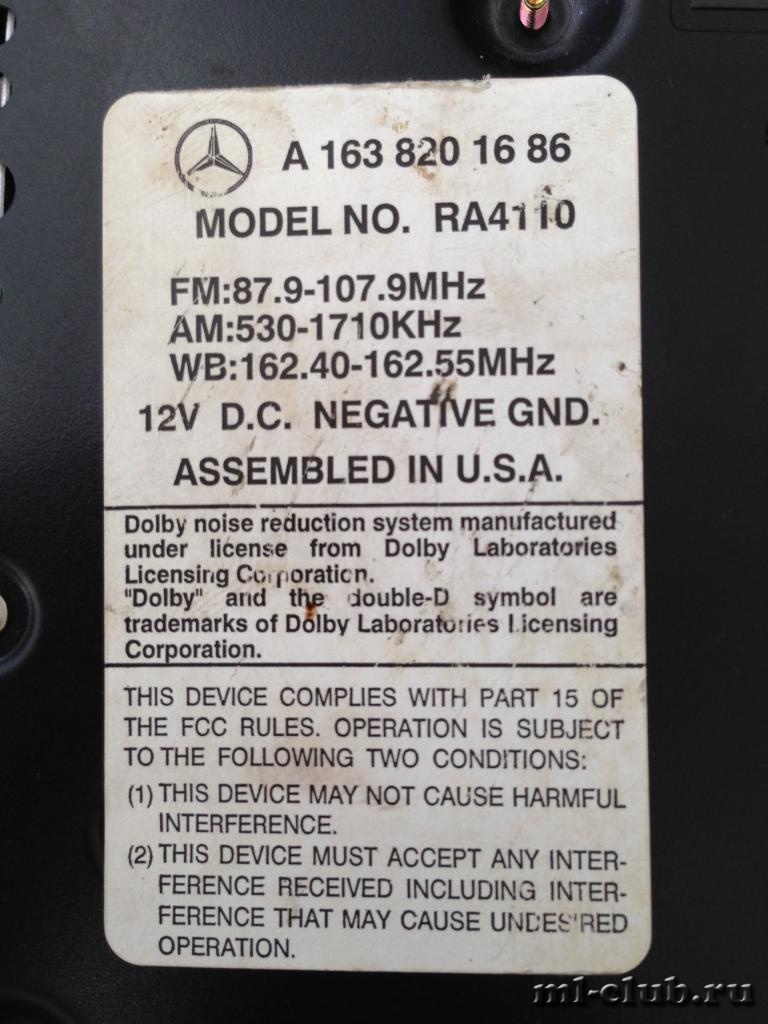 A 163 820 16 86
MODEL NO. RA4110
FM:87.9-107.9MHz
AM:530-1710KHz
WB:162.40-162.55MHz
12V D.C. NEGATIVE GND.
ASSEMBLED IN U.S.A.
Dolby noise reduction system manufactured
under license from Dolby Laboratories
Licensing Corporation.
"Dolby" and the double-D symbol are
trademarks of Dolby Laboratories Licensing
Corporation.
THIS DEVICE COMPLIES WITH PART 15 OF
THE FCC RULES. OPERATION IS SUBJECT
TO THE FOLLOWING TWO CONDITIONS:
(1) THIS DEVICE MAY NOT CAUSE HARMFUL
INTERFERENCE.
(2) THIS DEVICE MUST ACCEPT ANY INTER-
FERENCE RECEIVED INCLUDING INTER-
FERENCE THAT MAY CAUSE UNDESIRED
OPERATION.
ml-club.ru